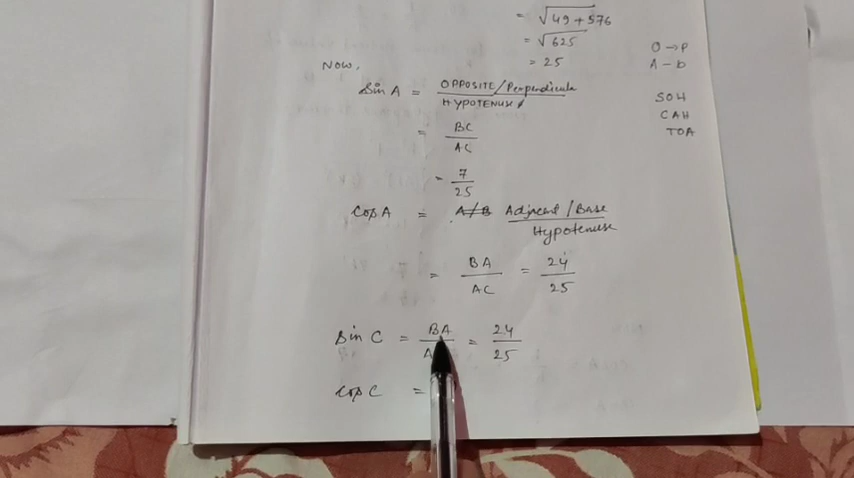 = √49 + 576
= √625
= 25
O → P
A - b
SOH
CAH
TOA
NOW,
Sin A = OPPOSITE/Perpendicula
HYPOTENUSE
= BC
AC
= 7
25
Cos A = A/B Adjacent/Base
Hypotenuse
= BA = 24
AC 25
Sin C = BA = 24
A 25
Cos C =